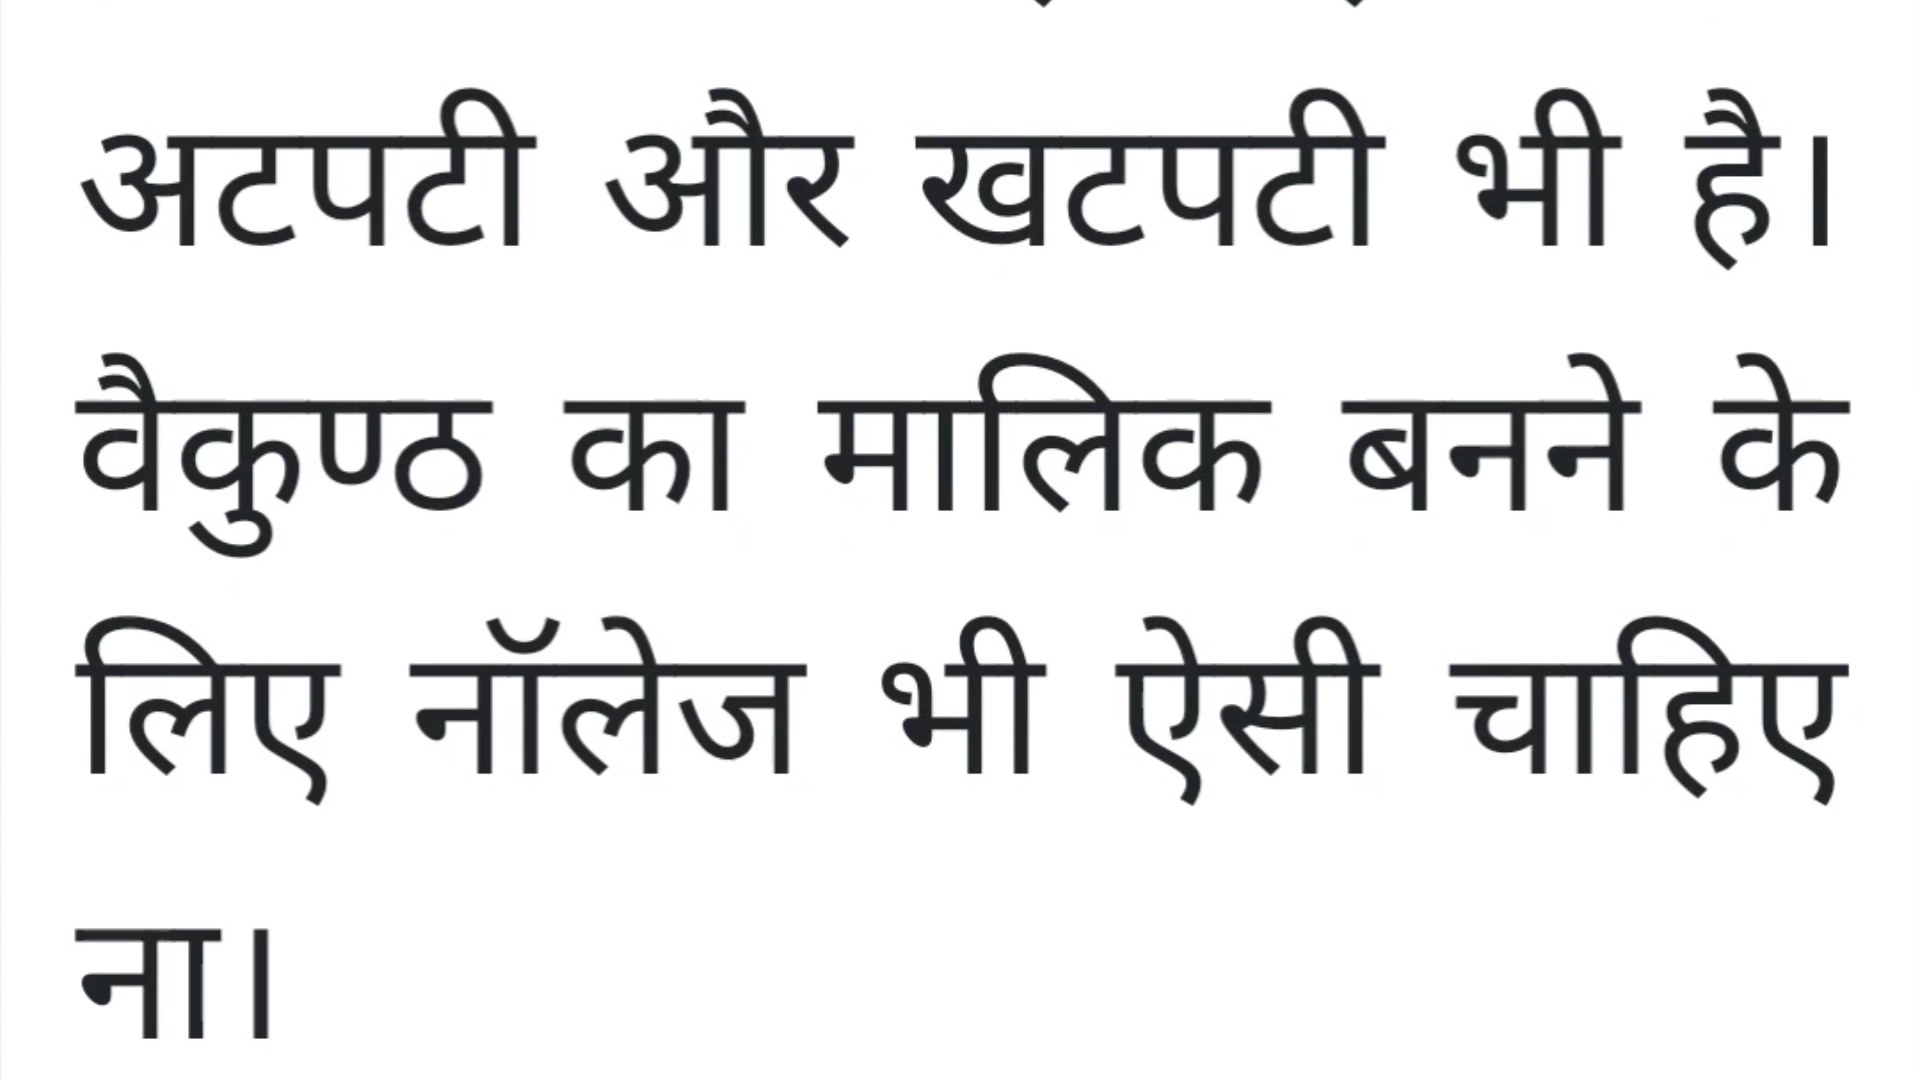 अटपटी और खटपटी भी है।
वैकुण्ठ का मालिक बनने के
लिए नॉलेज भी ऐसी चाहिए
ना।